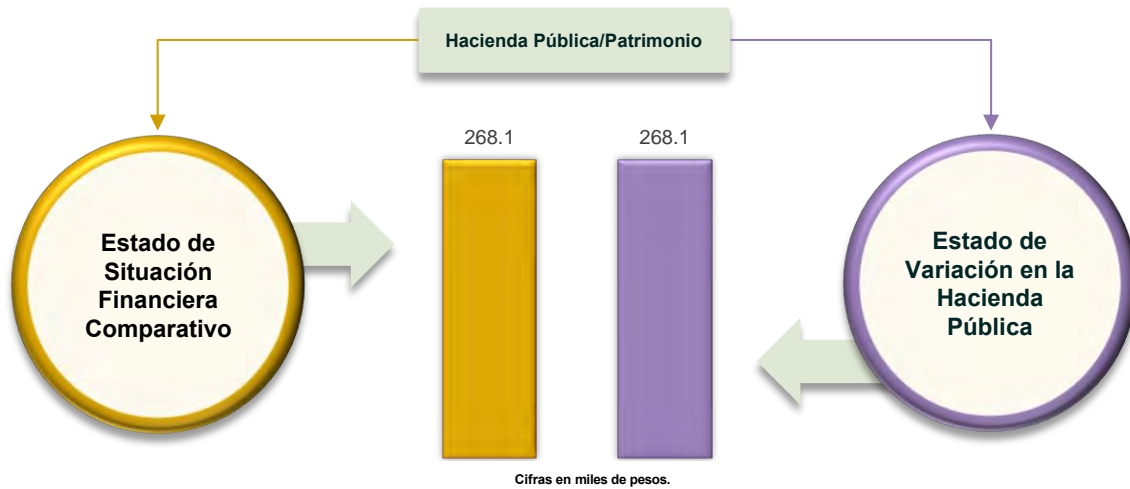 Hacienda Pública/Patrimonio
268.1
268.1
Estado de
Situación
Financiera
Comparativo
Estado de
Variación en la
Hacienda
Pública
Cifras en miles de pesos.